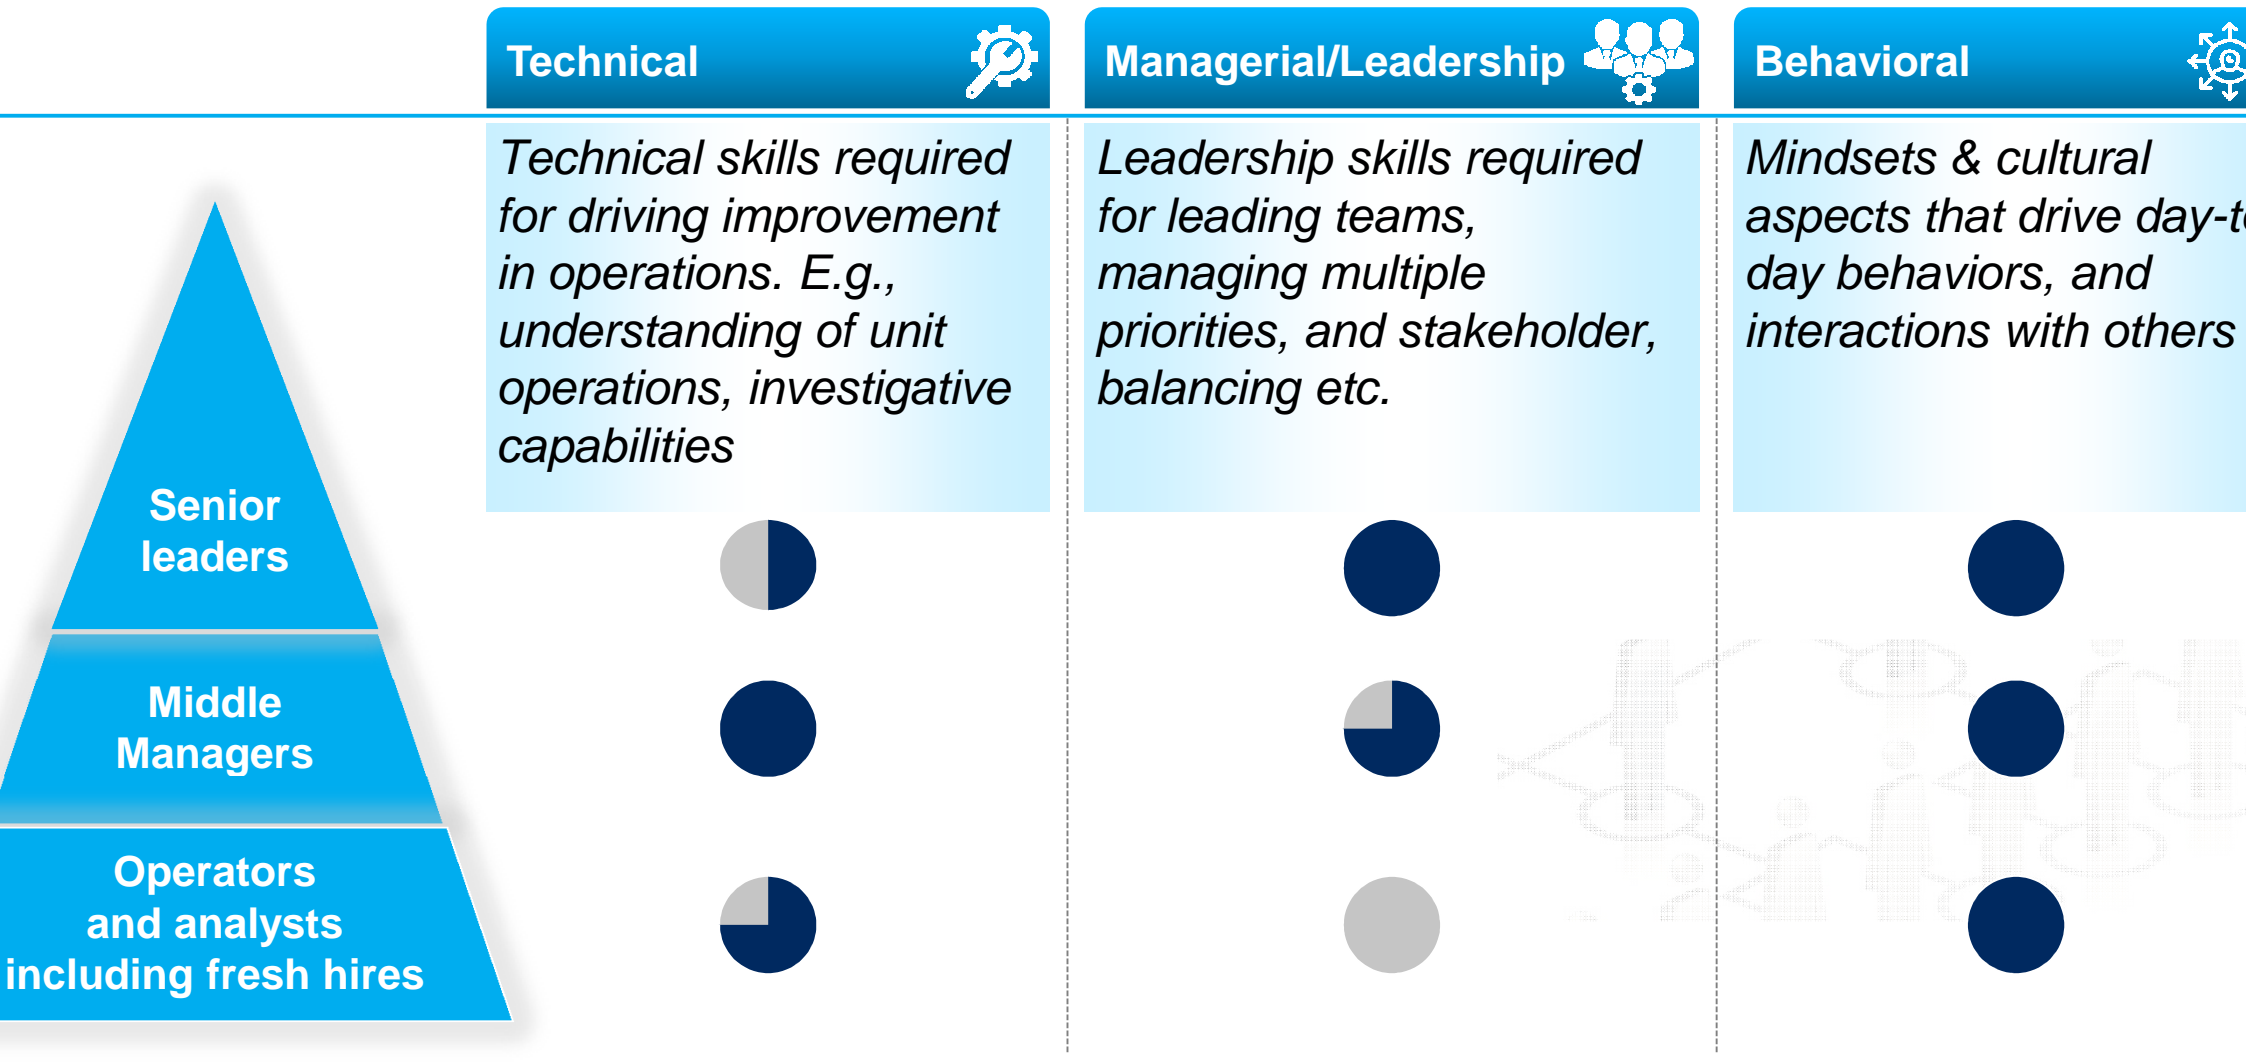 Technical
Managerial/Leadership
Behavioral
Technical skills required
for driving improvement
in operations. E.g.,
understanding of unit
operations, investigative
capabilities
Leadership skills required
for leading teams,
managing multiple
priorities, and stakeholder,
balancing etc.
Mindsets & cultural
aspects that drive day-to
day behaviors, and
interactions with others
Senior
leaders
Middle
Managers
Operators
and analysts
including fresh hires